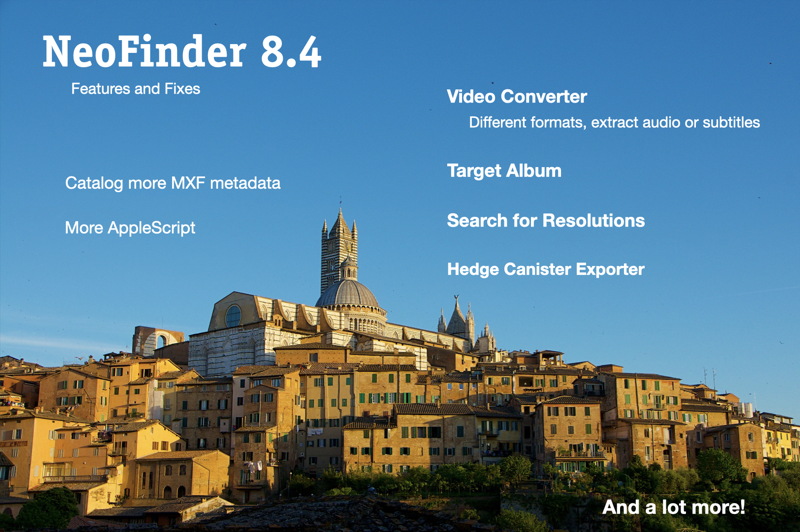 NeoFinder 8.4
Features and Fixes
Catalog more MXF metadata
More AppleScript
Video Converter
Different formats, extract audio or subtitles
Target Album
Search for Resolutions
Hedge Canister Exporter
And a lot more!